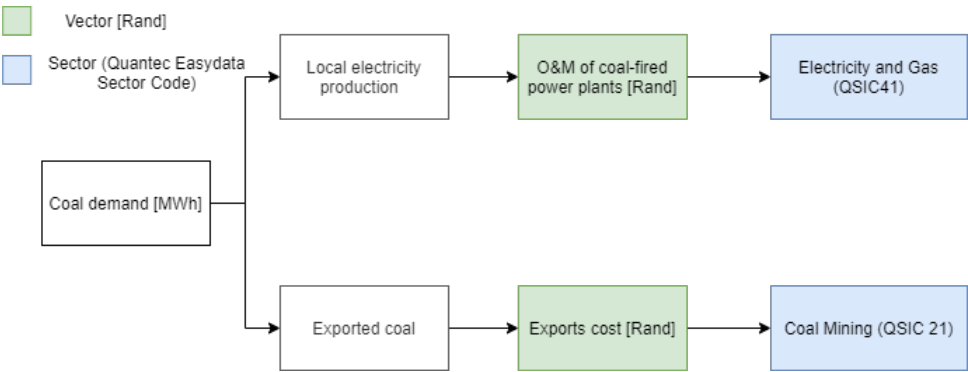 Vector [Rand]
Sector (Quantec Easydata
Sector Code)
Local electricity
production
O&M of coal-fired
power plants [Rand]
Electricity and Gas
(QSIC41)
Coal demand [MWh]
Exported coal
Exports cost [Rand]
Coal Mining (QSIC 21)